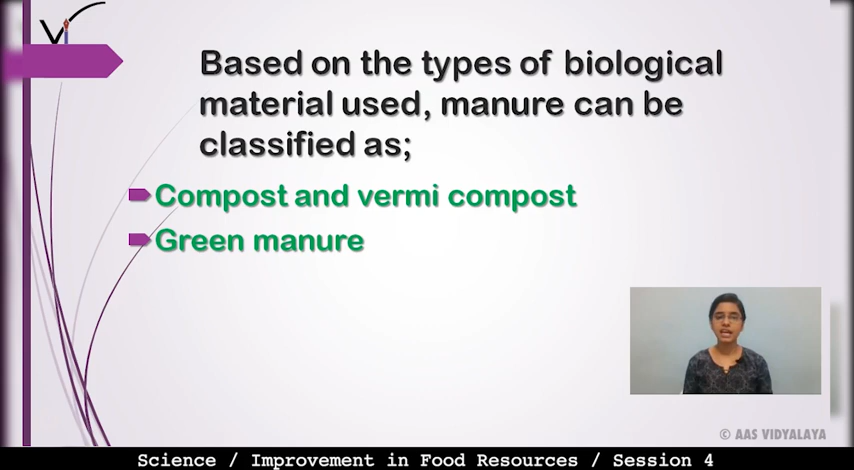 Based on the types of biological
material used, manure can be
classified as;
Compost and vermi compost
Green manure
© AAS VIDYALAYA
Science / Improvement in Food Resources / Session 4